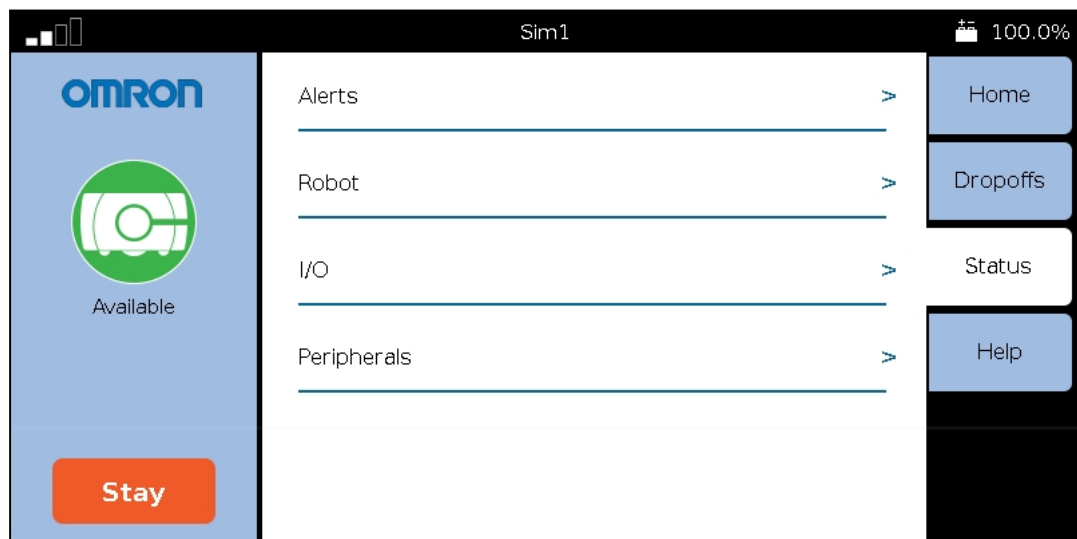 Sim1
100.0%
OMRON
Available
Stay
Alerts >
Robot >
I/O >
Peripherals >
Home
Dropoffs
Status
Help